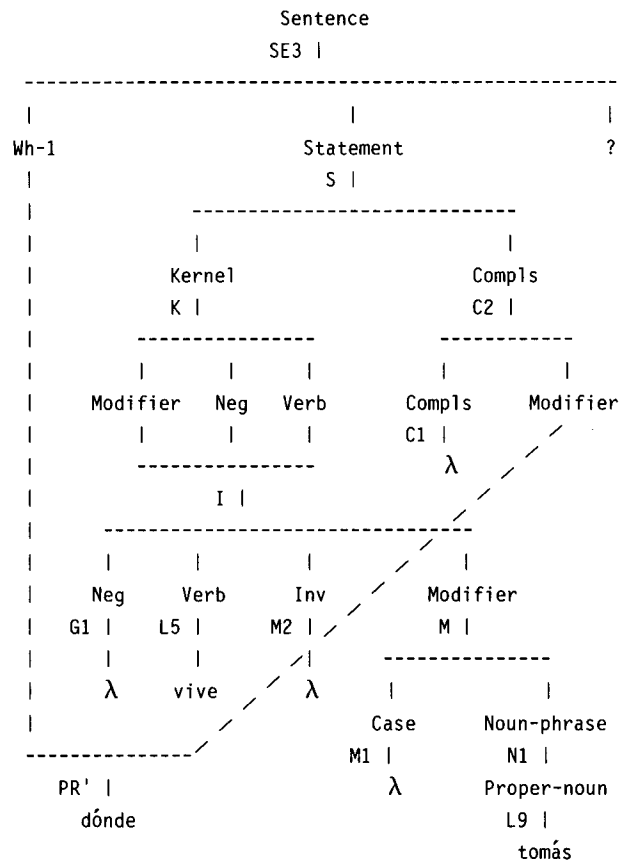 Sentence
SE3
Wh-1 Statement ?
S
Kernel Compls
K C2
Modifier Neg Verb Compls Modifier
C1
λ
I
Neg Verb Inv Modifier
G1 L5 M2 M
λ vive λ
Case Noun-phrase
M1 N1
PR' λ Proper-noun
dónde L9
tomás